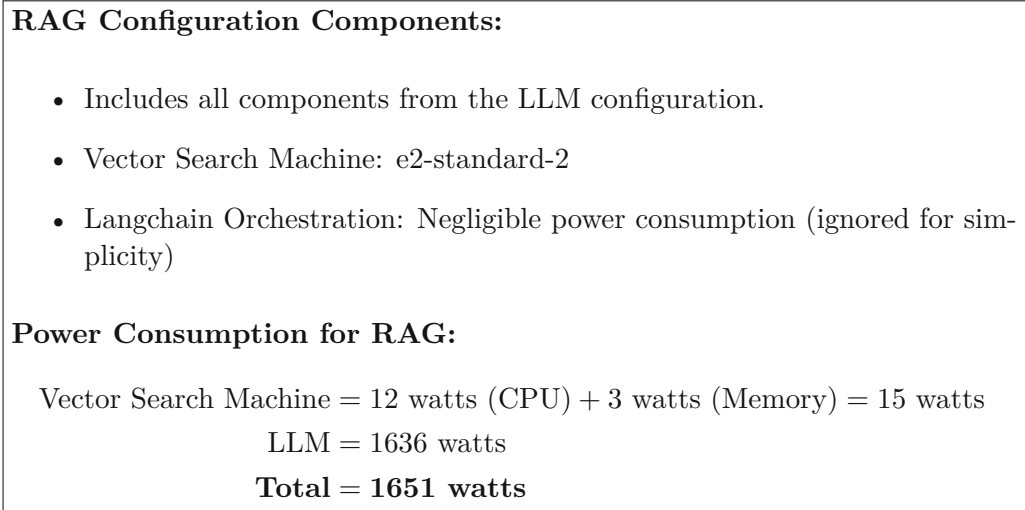 RAG Configuration Components:
• Includes all components from the LLM configuration.
• Vector Search Machine: e2-standard-2
• Langchain Orchestration: Negligible power consumption (ignored for sim-
plicity)
Power Consumption for RAG:
Vector Search Machine = 12 watts (CPU) + 3 watts (Memory) = 15 watts
LLM = 1636 watts
Total = 1651 watts